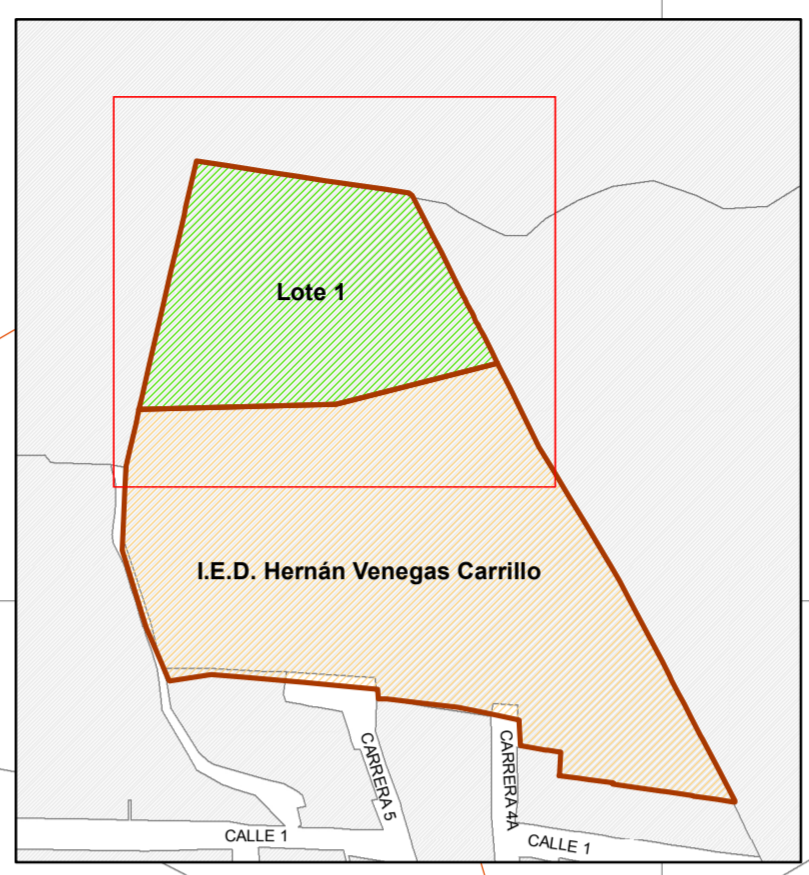 Lote 1
I.E.D. Hernán Venegas Carrillo
CARRERA 5
CARRERA 4A
CALLE 1
CALLE 1